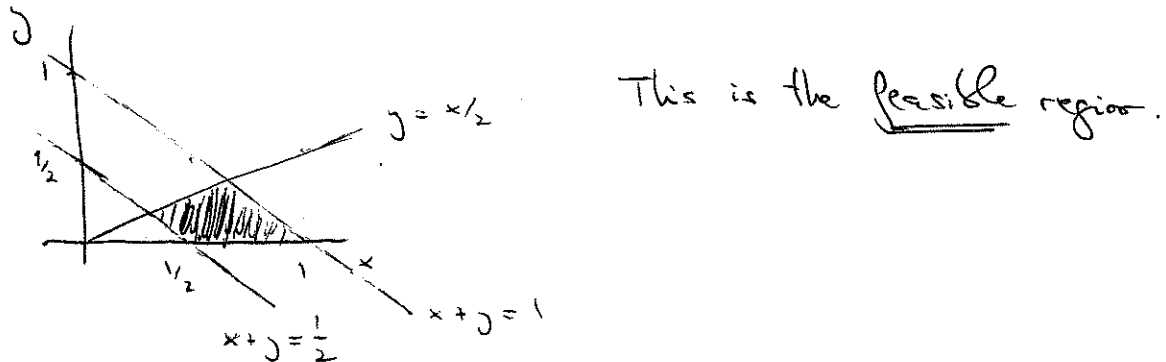 y
1
This is the feasible region.
y = x/2
1/2
1/2
1
x
x + y = 1
x + y = 1/2